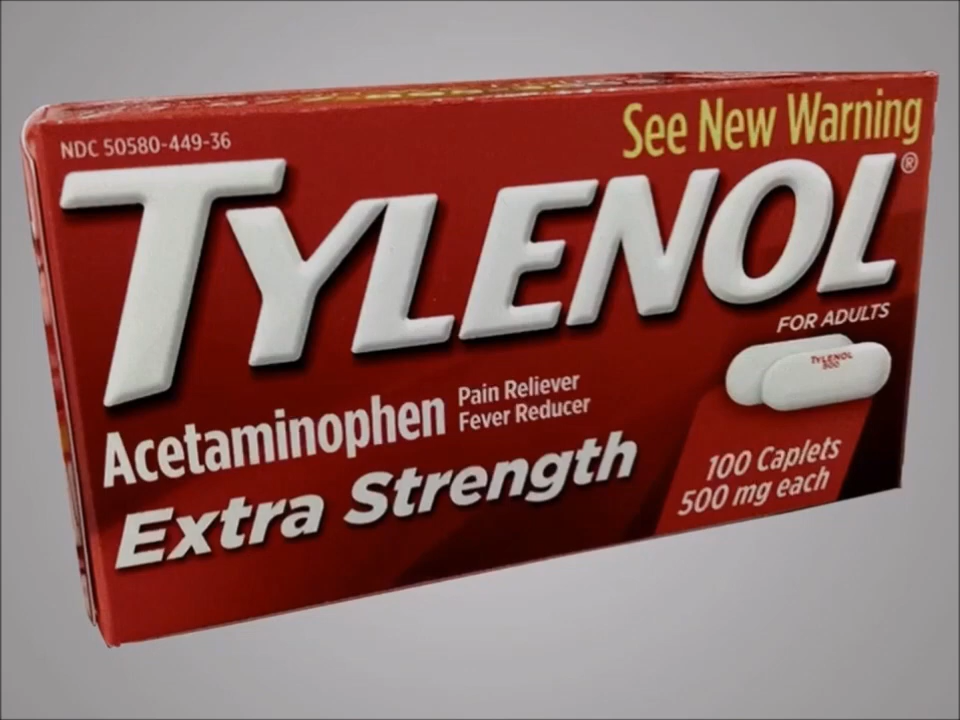 See New Warning
NDC 50580-449-36
TYLENOL®
FOR ADULTS
TYLENOL
500
Acetaminophen
Pain Reliever
Fever Reducer
Extra Strength
100 Caplets
500 mg each